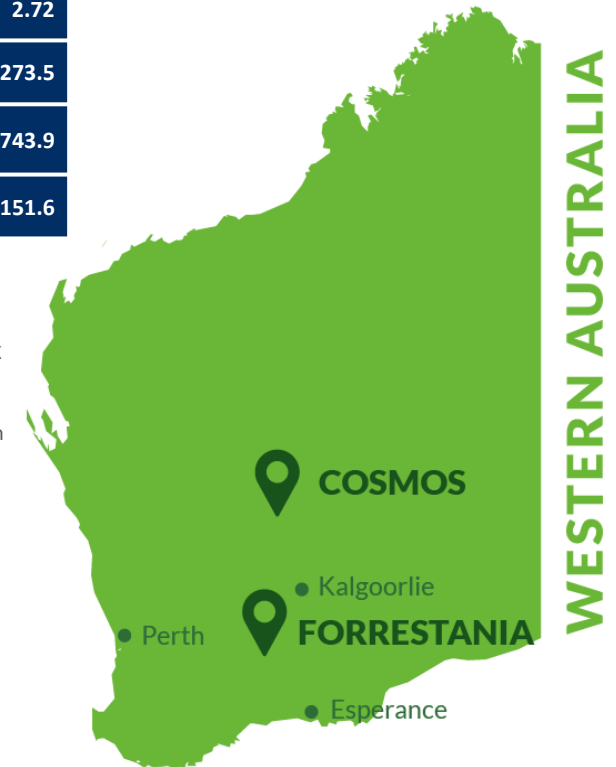 2.72
273.5
743.9
151.6
WESTERN AUSTRALIA
COSMOS
Kalgoorlie
FORRESTANIA
Perth
Esperance